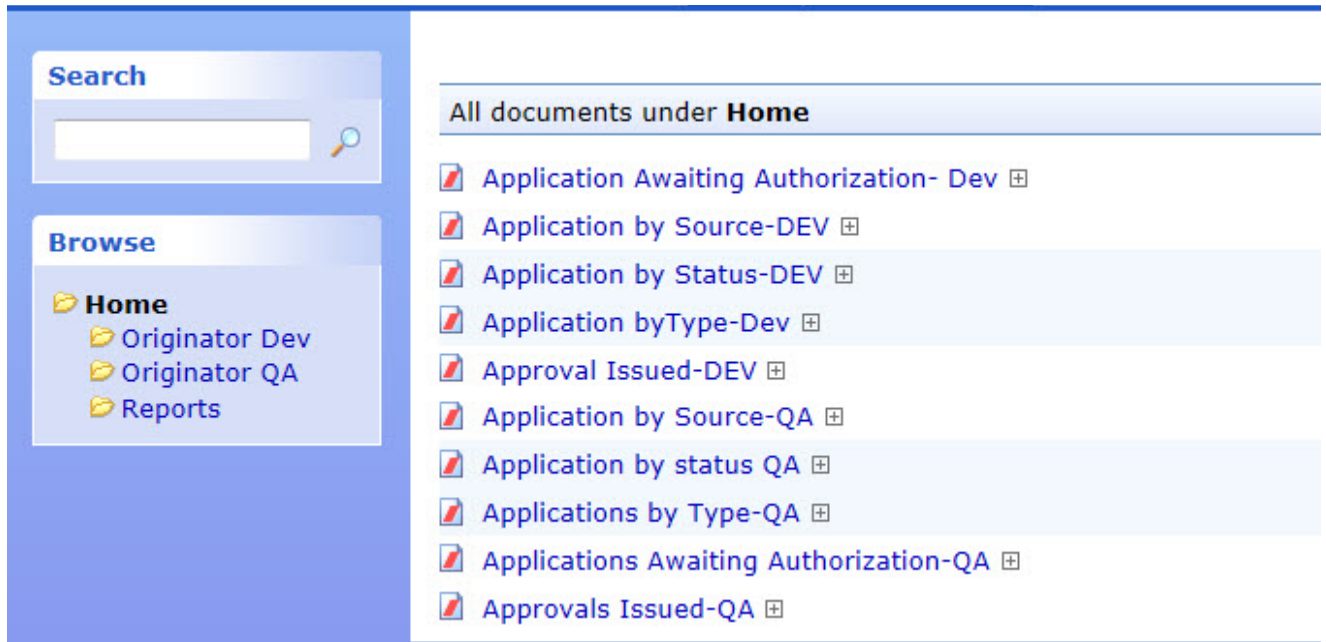 Search
Browse
Home
Originator Dev
Originator QA
Reports
All documents under Home
Application Awaiting Authorization- Dev
Application by Source-DEV
Application by Status-DEV
Application byType-Dev
Approval Issued-DEV
Application by Source-QA
Application by status QA
Applications by Type-QA
Applications Awaiting Authorization-QA
Approvals Issued-QA